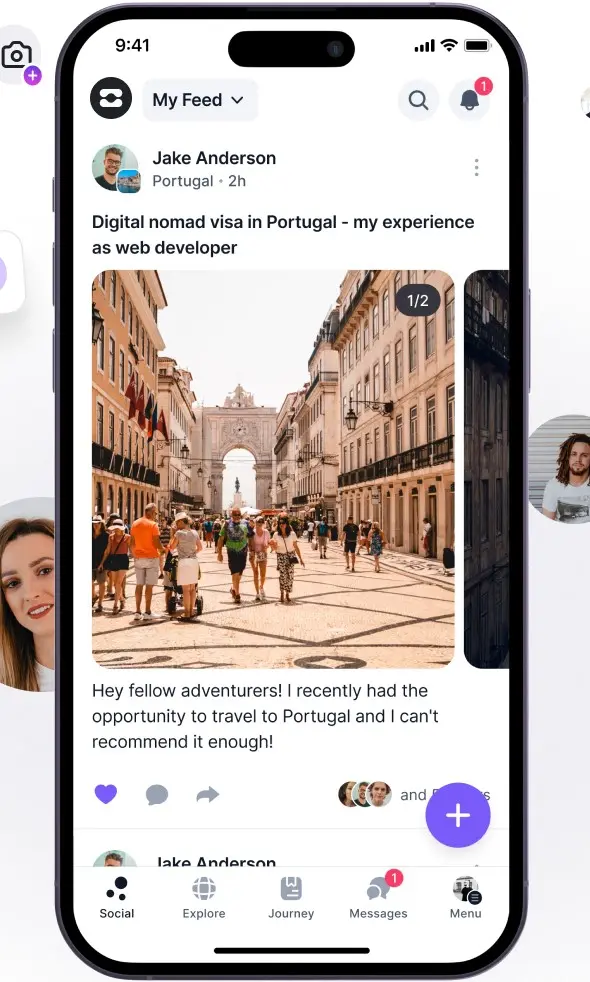 9:41
My Feed
1
Jake Anderson
Portugal • 2h
Digital nomad visa in Portugal - my experience
as web developer
1/2
Hey fellow adventurers! I recently had the
opportunity to travel to Portugal and I can't
recommend it enough!
and
Jake Anderson
1
Social
Explore
Journey
Messages
Menu